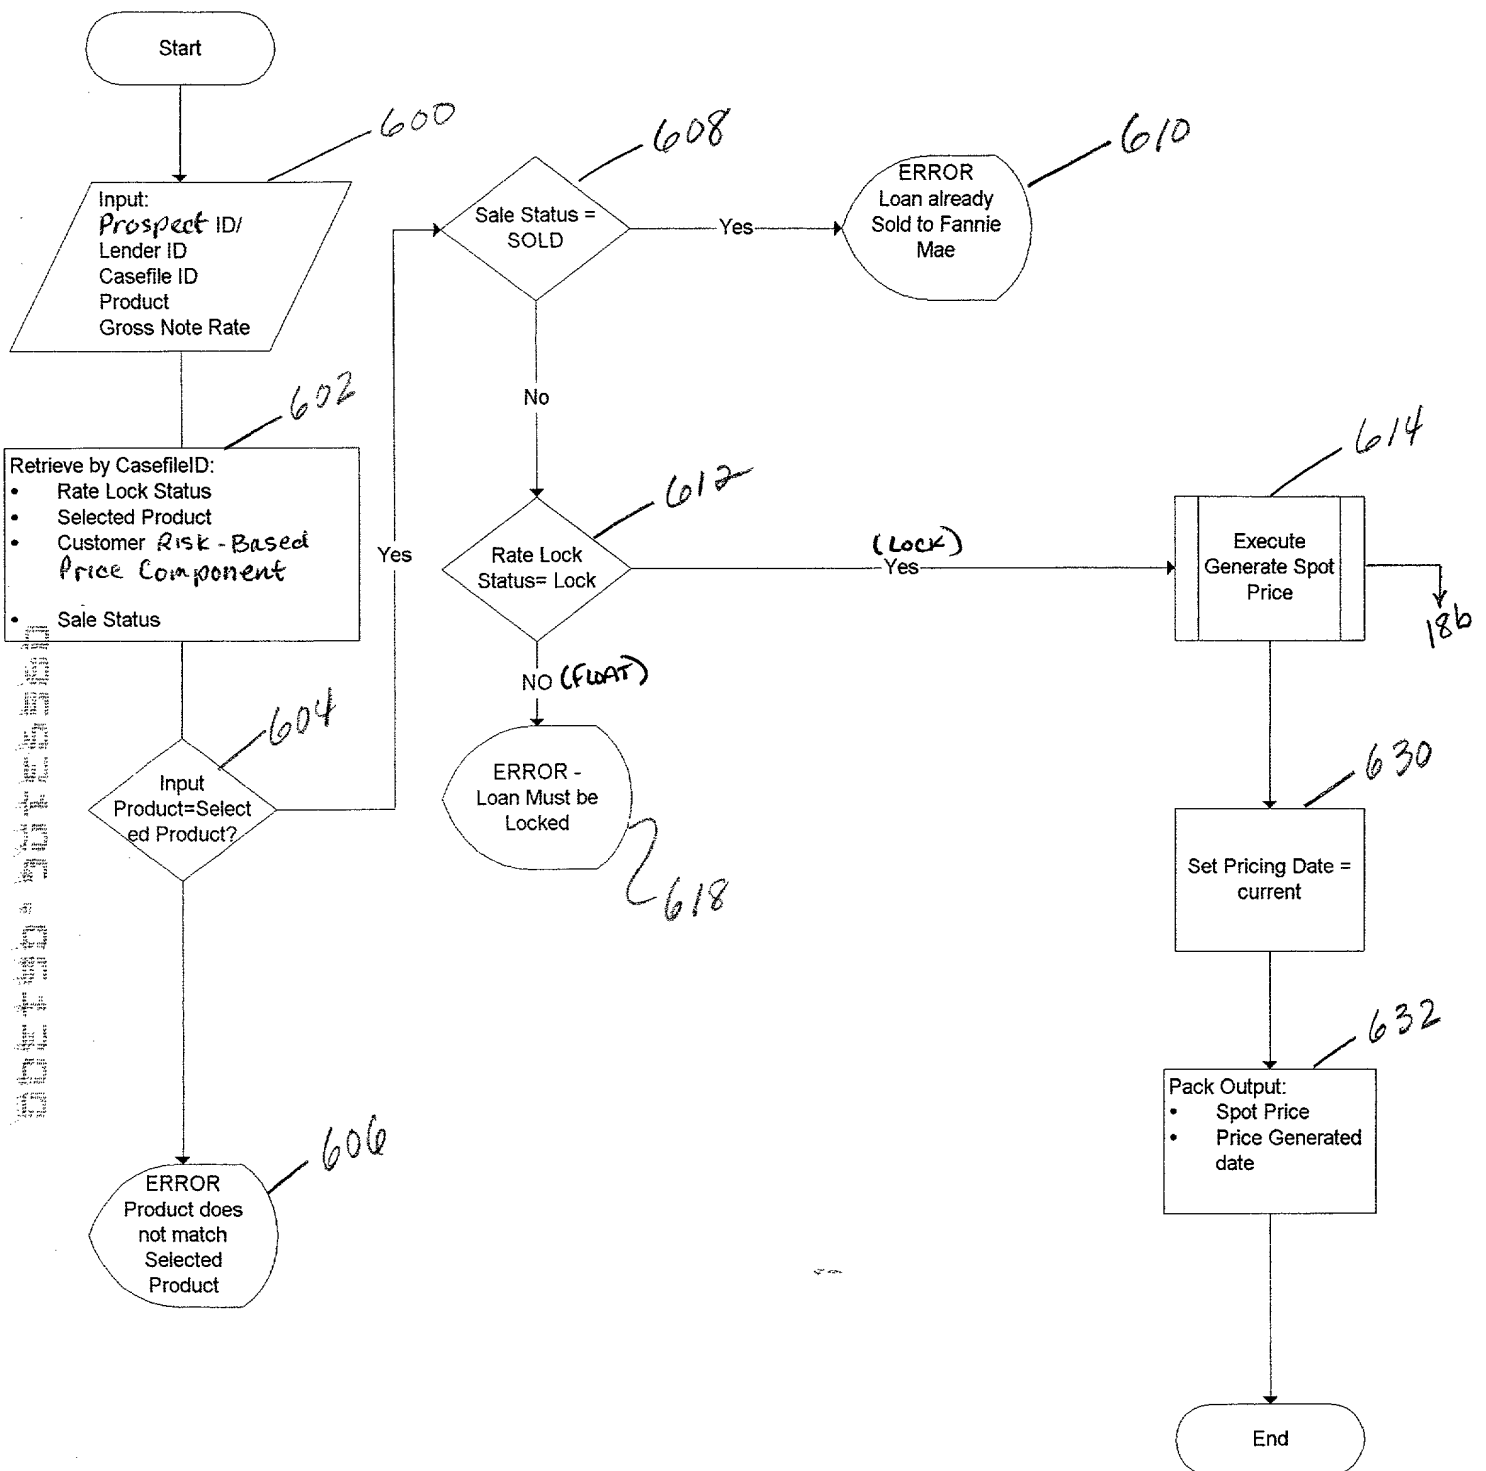 Start
600
Input:
Prospect ID/
Lender ID
Casefile ID
Product
Gross Note Rate
602
Retrieve by CasefileID:
• Rate Lock Status
• Selected Product
• Customer Risk-Based
Price Component
• Sale Status
604
Input
Product=Select
ed Product?
Yes
606
ERROR
Product does
not match
Selected
Product
608
Sale Status =
SOLD
Yes
610
ERROR
Loan already
Sold to Fannie
Mae
No
612
Rate Lock
Status= Lock
(LOCK)
Yes
NO (FLOAT)
ERROR -
Loan Must be
Locked
618
614
Execute
Generate Spot
Price
18b
630
Set Pricing Date =
current
632
Pack Output:
• Spot Price
• Price Generated
date
End